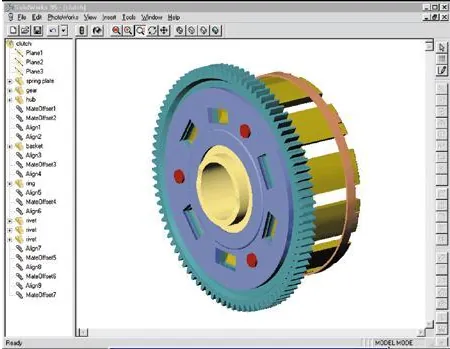 SolidWorks 95 - [clutch]
File Edit PhotoWorks View Insert Tools Window Help
clutch
Plane1
Plane2
Plane3
spring plate
gear
hub
MateOffset1
MateOffset2
Align1
Align2
basket
Align3
MateOffset3
Align4
ring
Align5
MateOffset4
Align6
rivet
rivet
rivet
Align7
MateOffset5
Align8
MateOffset6
Align9
MateOffset7
Ready
MODEL MODE